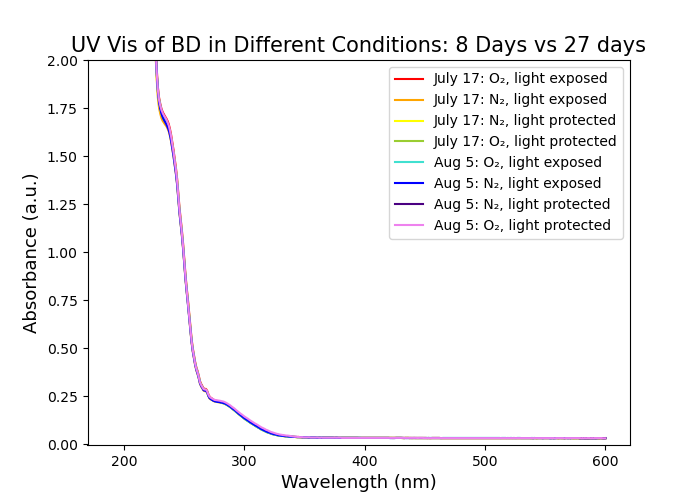 UV Vis of BD in Different Conditions: 8 Days vs 27 days
2.00
1.75
1.50
1.25
1.00
0.75
0.50
0.25
0.00
Absorbance (a.u.)
July 17: O₂, light exposed
July 17: N₂, light exposed
July 17: N₂, light protected
July 17: O₂, light protected
Aug 5: O₂, light exposed
Aug 5: N₂, light exposed
Aug 5: N₂, light protected
Aug 5: O₂, light protected
200 300 400 500 600
Wavelength (nm)